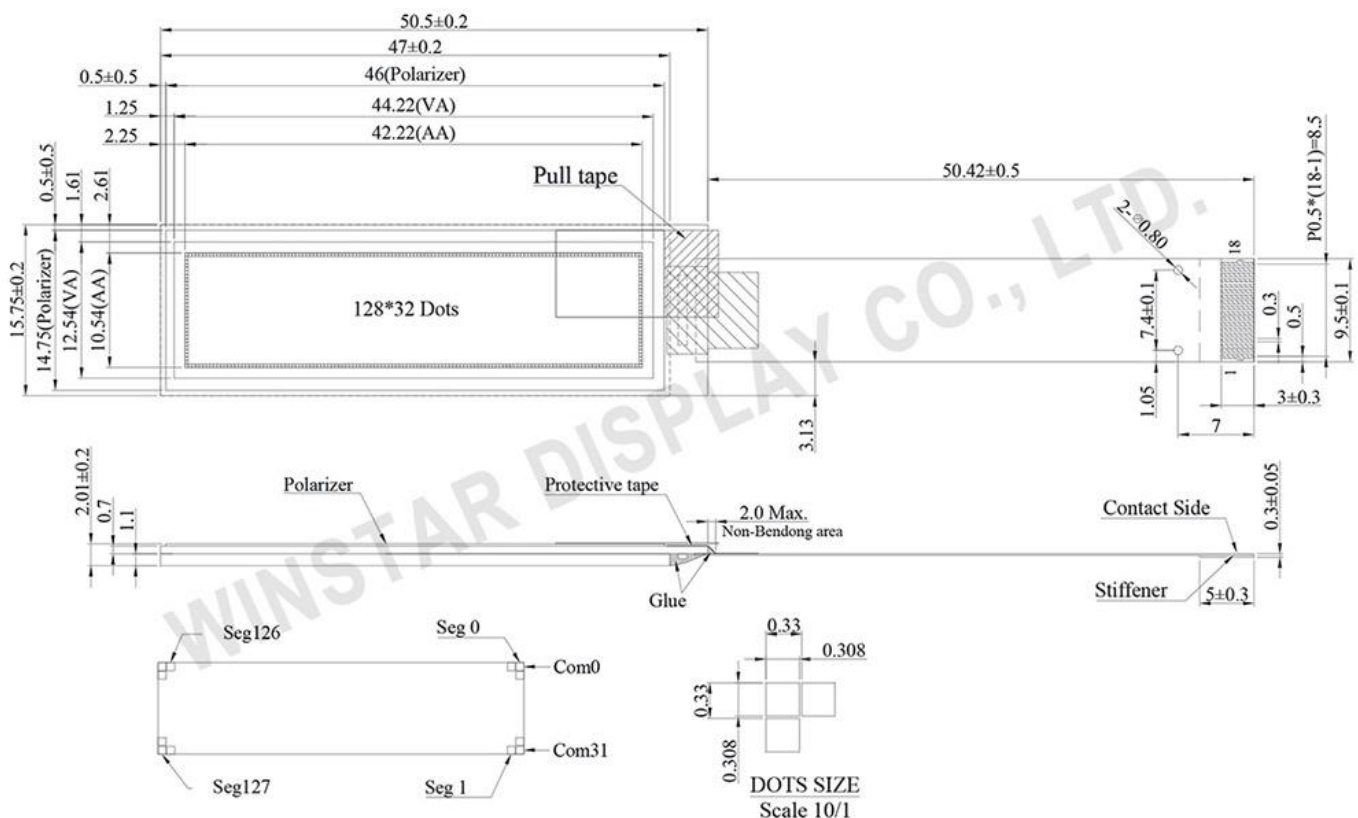 50.5±0.2
47±0.2
46(Polarizer)
0.5±0.5
44.22(VA)
1.25
42.22(AA)
2.25
0.5±0.5
1.61
2.61
Pull tape
50.42±0.5
P0.5*(18-1)=8.5
2-⌀0.80
18
15.75±0.2
14.75(Polarizer)
12.54(VA)
10.54(AA)
128*32 Dots
7.4±0.1
0.3
0.5
9.5±0.1
1
1.05
3±0.3
7
3.13
WINSTAR DISPLAY CO., LTD.
2.01±0.2
0.7
1.1
Polarizer
Protective tape
2.0 Max.
Non-Bendong area
Contact Side
0.3±0.05
Glue
Stiffener
5±0.3
Seg126
Seg 0
Com0
Com31
Seg127
Seg 1
0.33
0.308
0.33
0.308
DOTS SIZE
Scale 10/1